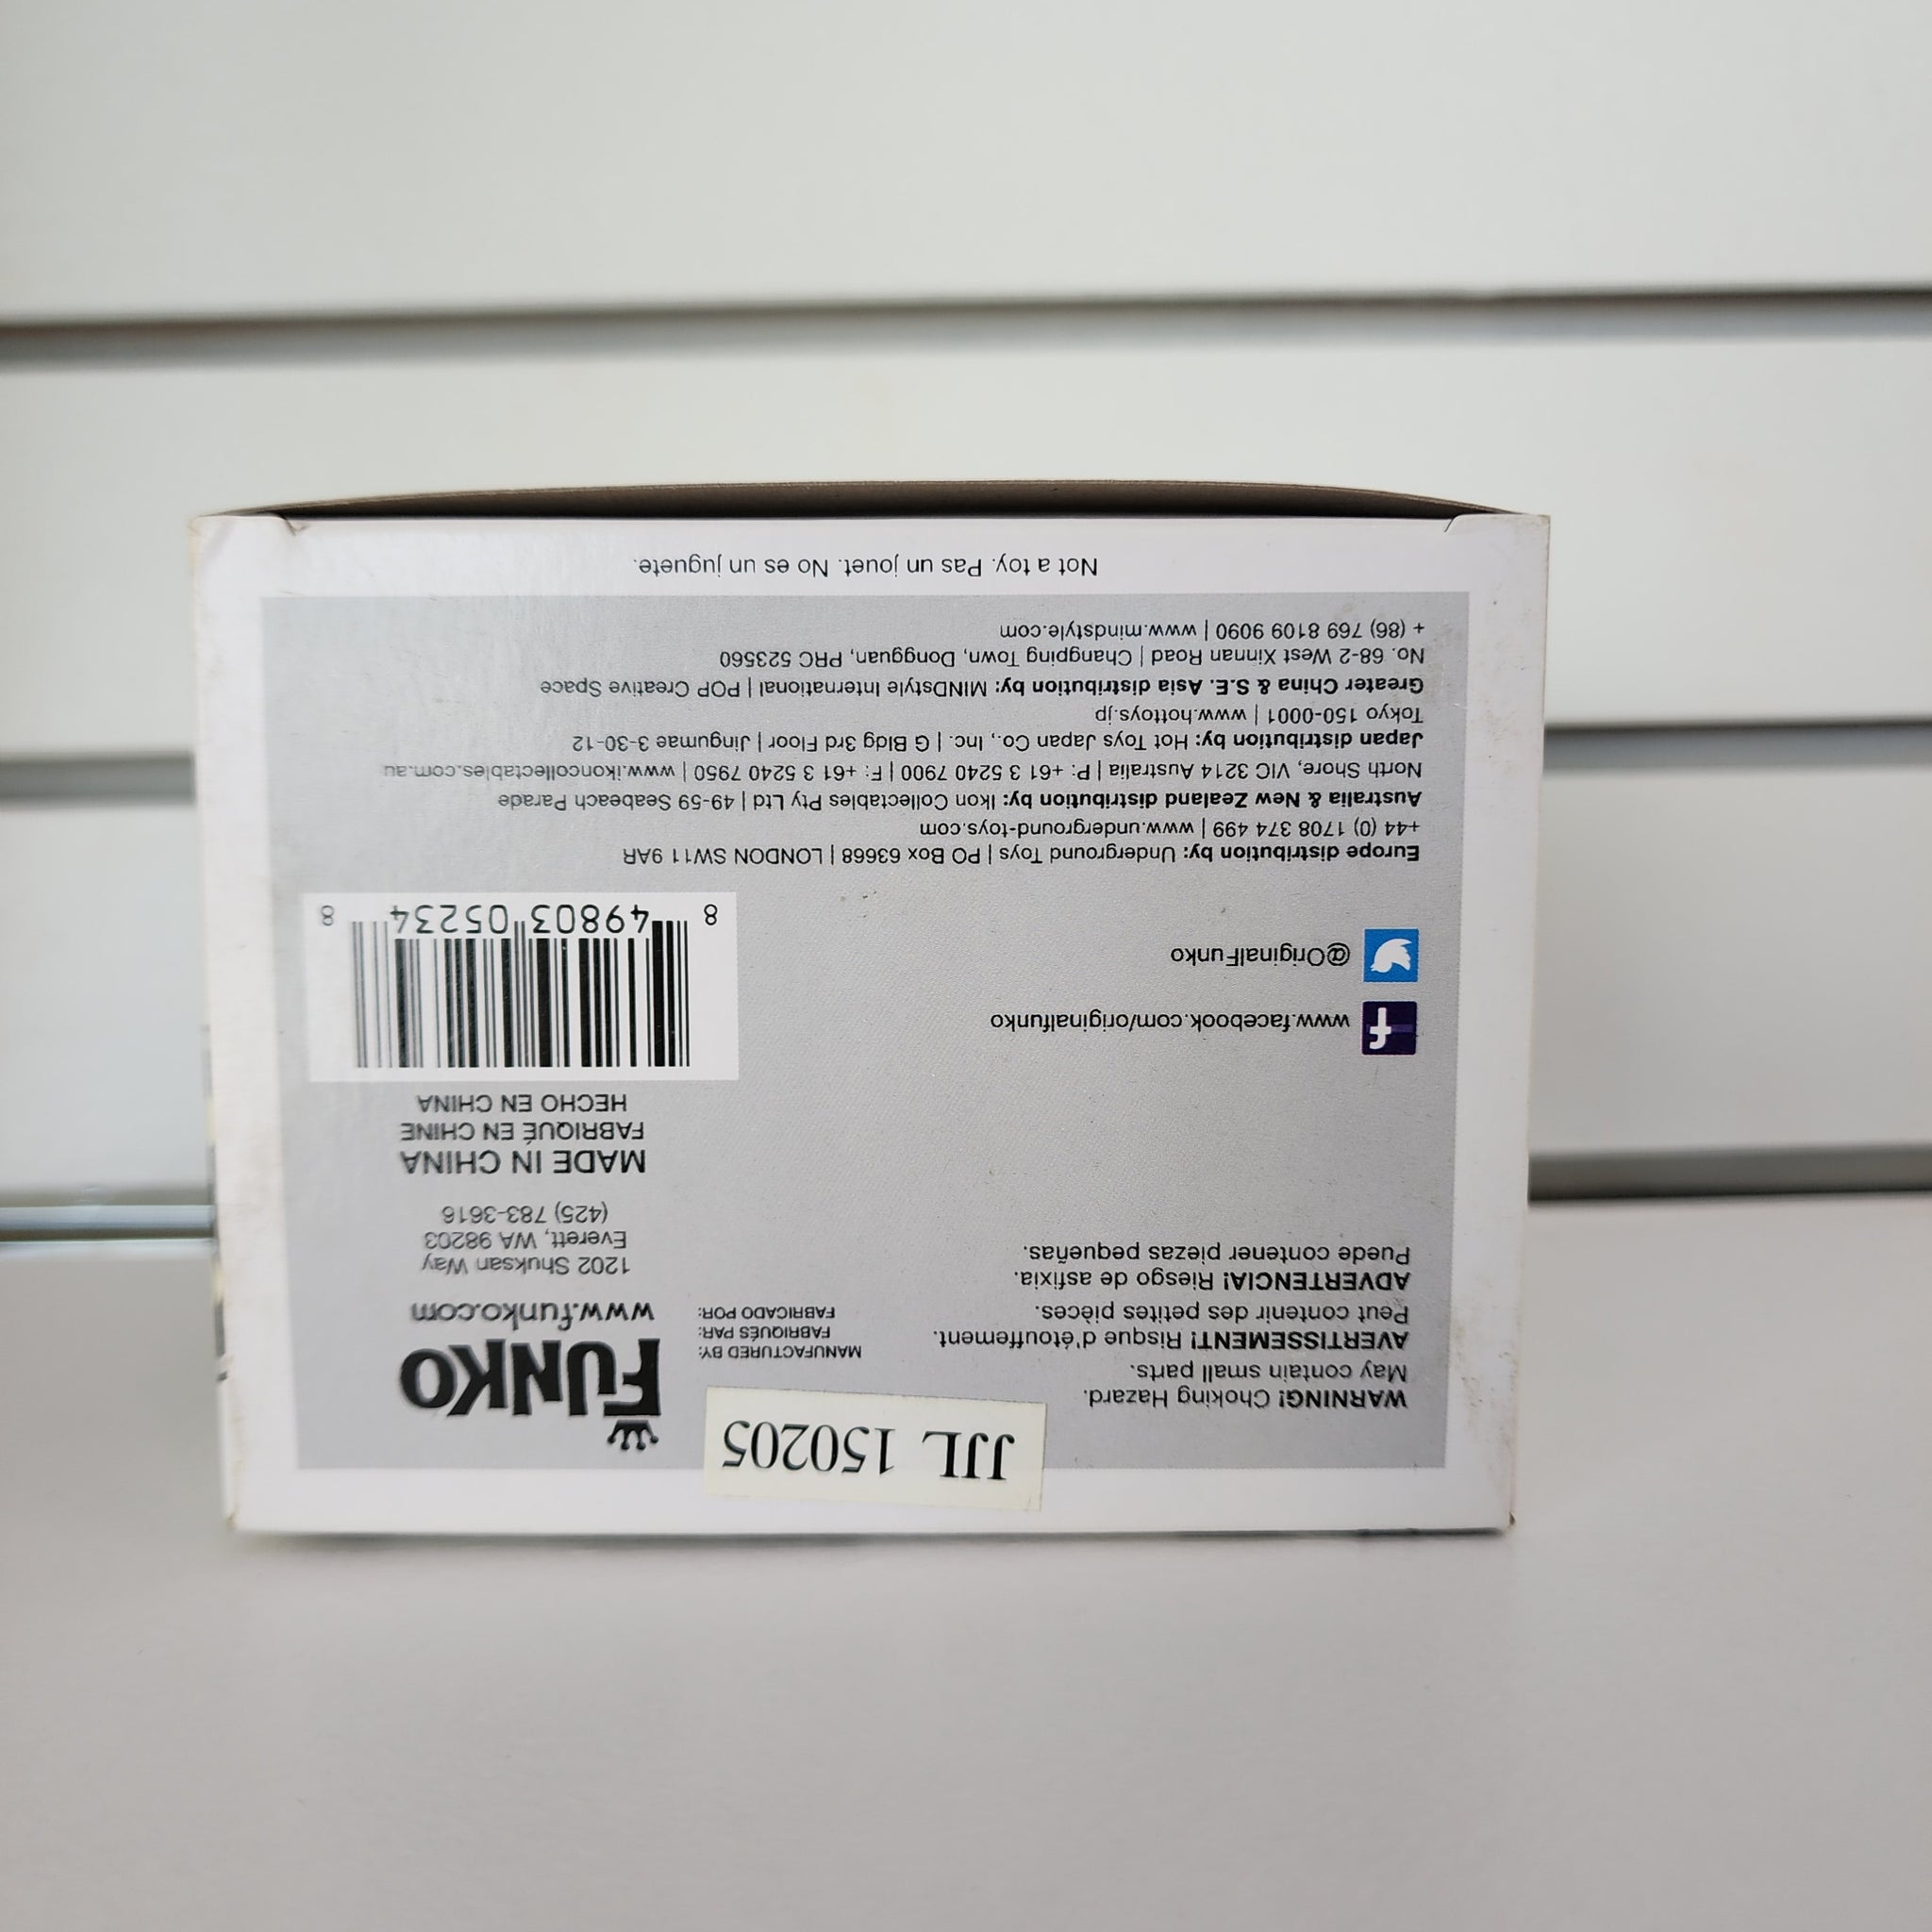 JJL 150205
WARNING! Choking Hazard.
May contain small parts.
AVERTISSEMENT! Risque d'étouffement.
Peut contenir des petites pièces.
ADVERTENCIA! Riesgo de asfixia.
Puede contener piezas pequeñas.
MANUFACTURED BY:
FABRIQUÉS PAR:
FABRICADO POR:
FUNKO
www.funko.com
1202 Shuksan Way
Everett, WA 98203
(425) 783-3616
MADE IN CHINA
FABRIQUÉ EN CHINE
HECHO EN CHINA
f www.facebook.com/originalfunko
@OriginalFunko
8 49803 05234 8
Europe distribution by: Underground Toys | PO Box 63668 | LONDON SW11 9AR
+44 (0) 1708 374 499 | www.underground-toys.com
Australia & New Zealand distribution by: Ikon Collectables Pty Ltd | 49-59 Seabeach Parade
North Shore, VIC 3214 Australia | P: +61 3 5240 7900 | F: +61 3 5240 7950 | www.ikoncollectables.com.au
Japan distribution by: Hot Toys Japan Co., Inc. | G Bldg 3rd Floor | Jingumae 3-30-12
Tokyo 150-0001 | www.hottoys.jp
Greater China & S.E. Asia distribution by: MINDstyle International | POP Creative Space
No. 68-2 West Xinnan Road | Changping Town, Dongguan, PRC 523560
+ (86) 769 8109 9090 | www.mindstyle.com
Not a toy. Pas un jouet. No es un juguete.